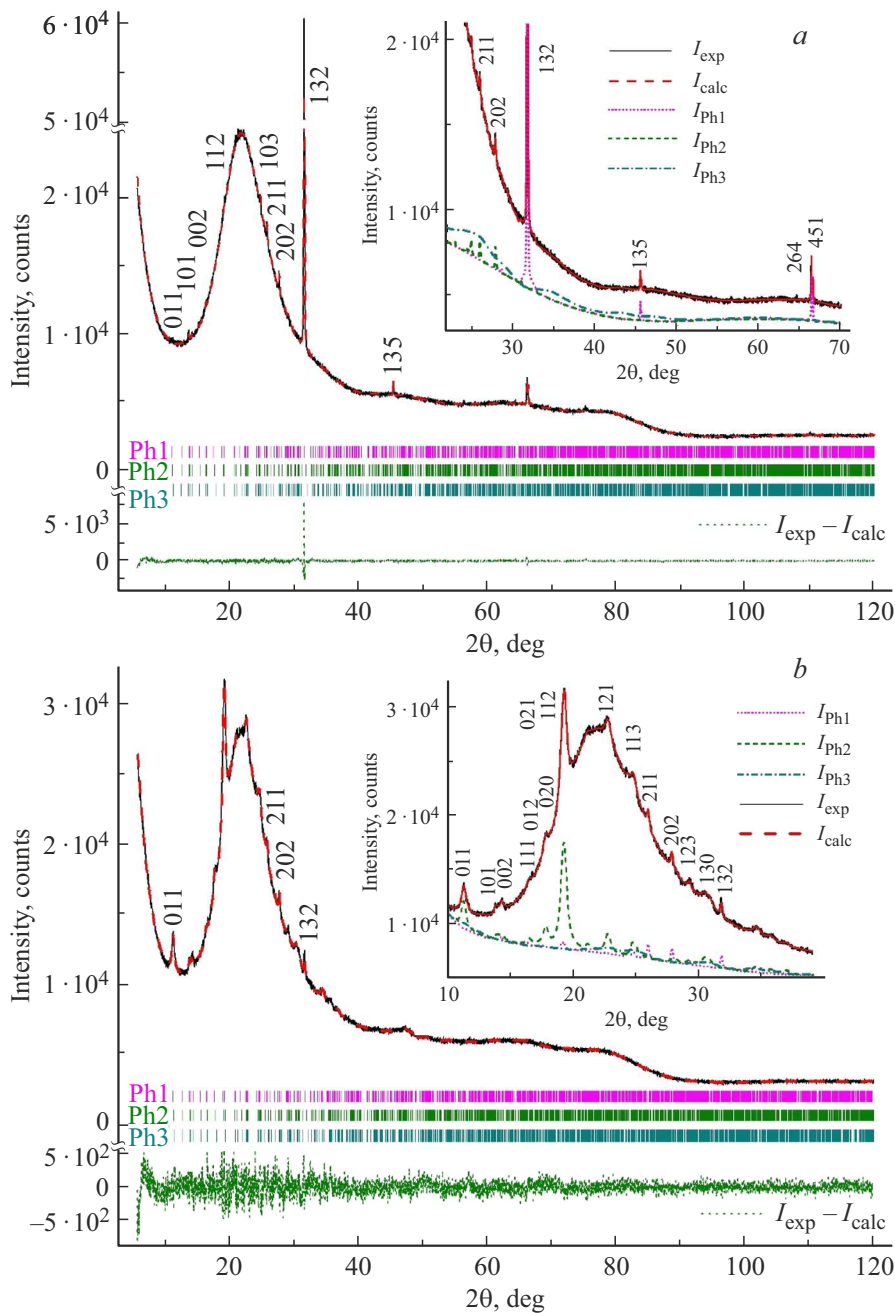 6 · 10⁴
5 · 10⁴
2 · 10⁴
1 · 10⁴
0
5 · 10³
0
Intensity, counts
011
101
002
112
103
211
202
132
135
a
2 · 10⁴
1 · 10⁴
Intensity, counts
211
202
132
135
264
451
I_exp
I_calc
I_Ph1
I_Ph2
I_Ph3
30 40 50 60 70
2θ, deg
Ph1
Ph2
Ph3
I_exp − I_calc
20 40 60 80 100 120
2θ, deg
b
3 · 10⁴
2 · 10⁴
1 · 10⁴
0
5 · 10²
0
−5 · 10²
Intensity, counts
011
211
202
132
3 · 10⁴
2 · 10⁴
1 · 10⁴
Intensity, counts
011
101
002
111
012
020
021
112
121
113
211
202
123
130
132
I_Ph1
I_Ph2
I_Ph3
I_exp
I_calc
10 20 30
2θ, deg
Ph1
Ph2
Ph3
I_exp − I_calc
20 40 60 80 100 120
2θ, deg